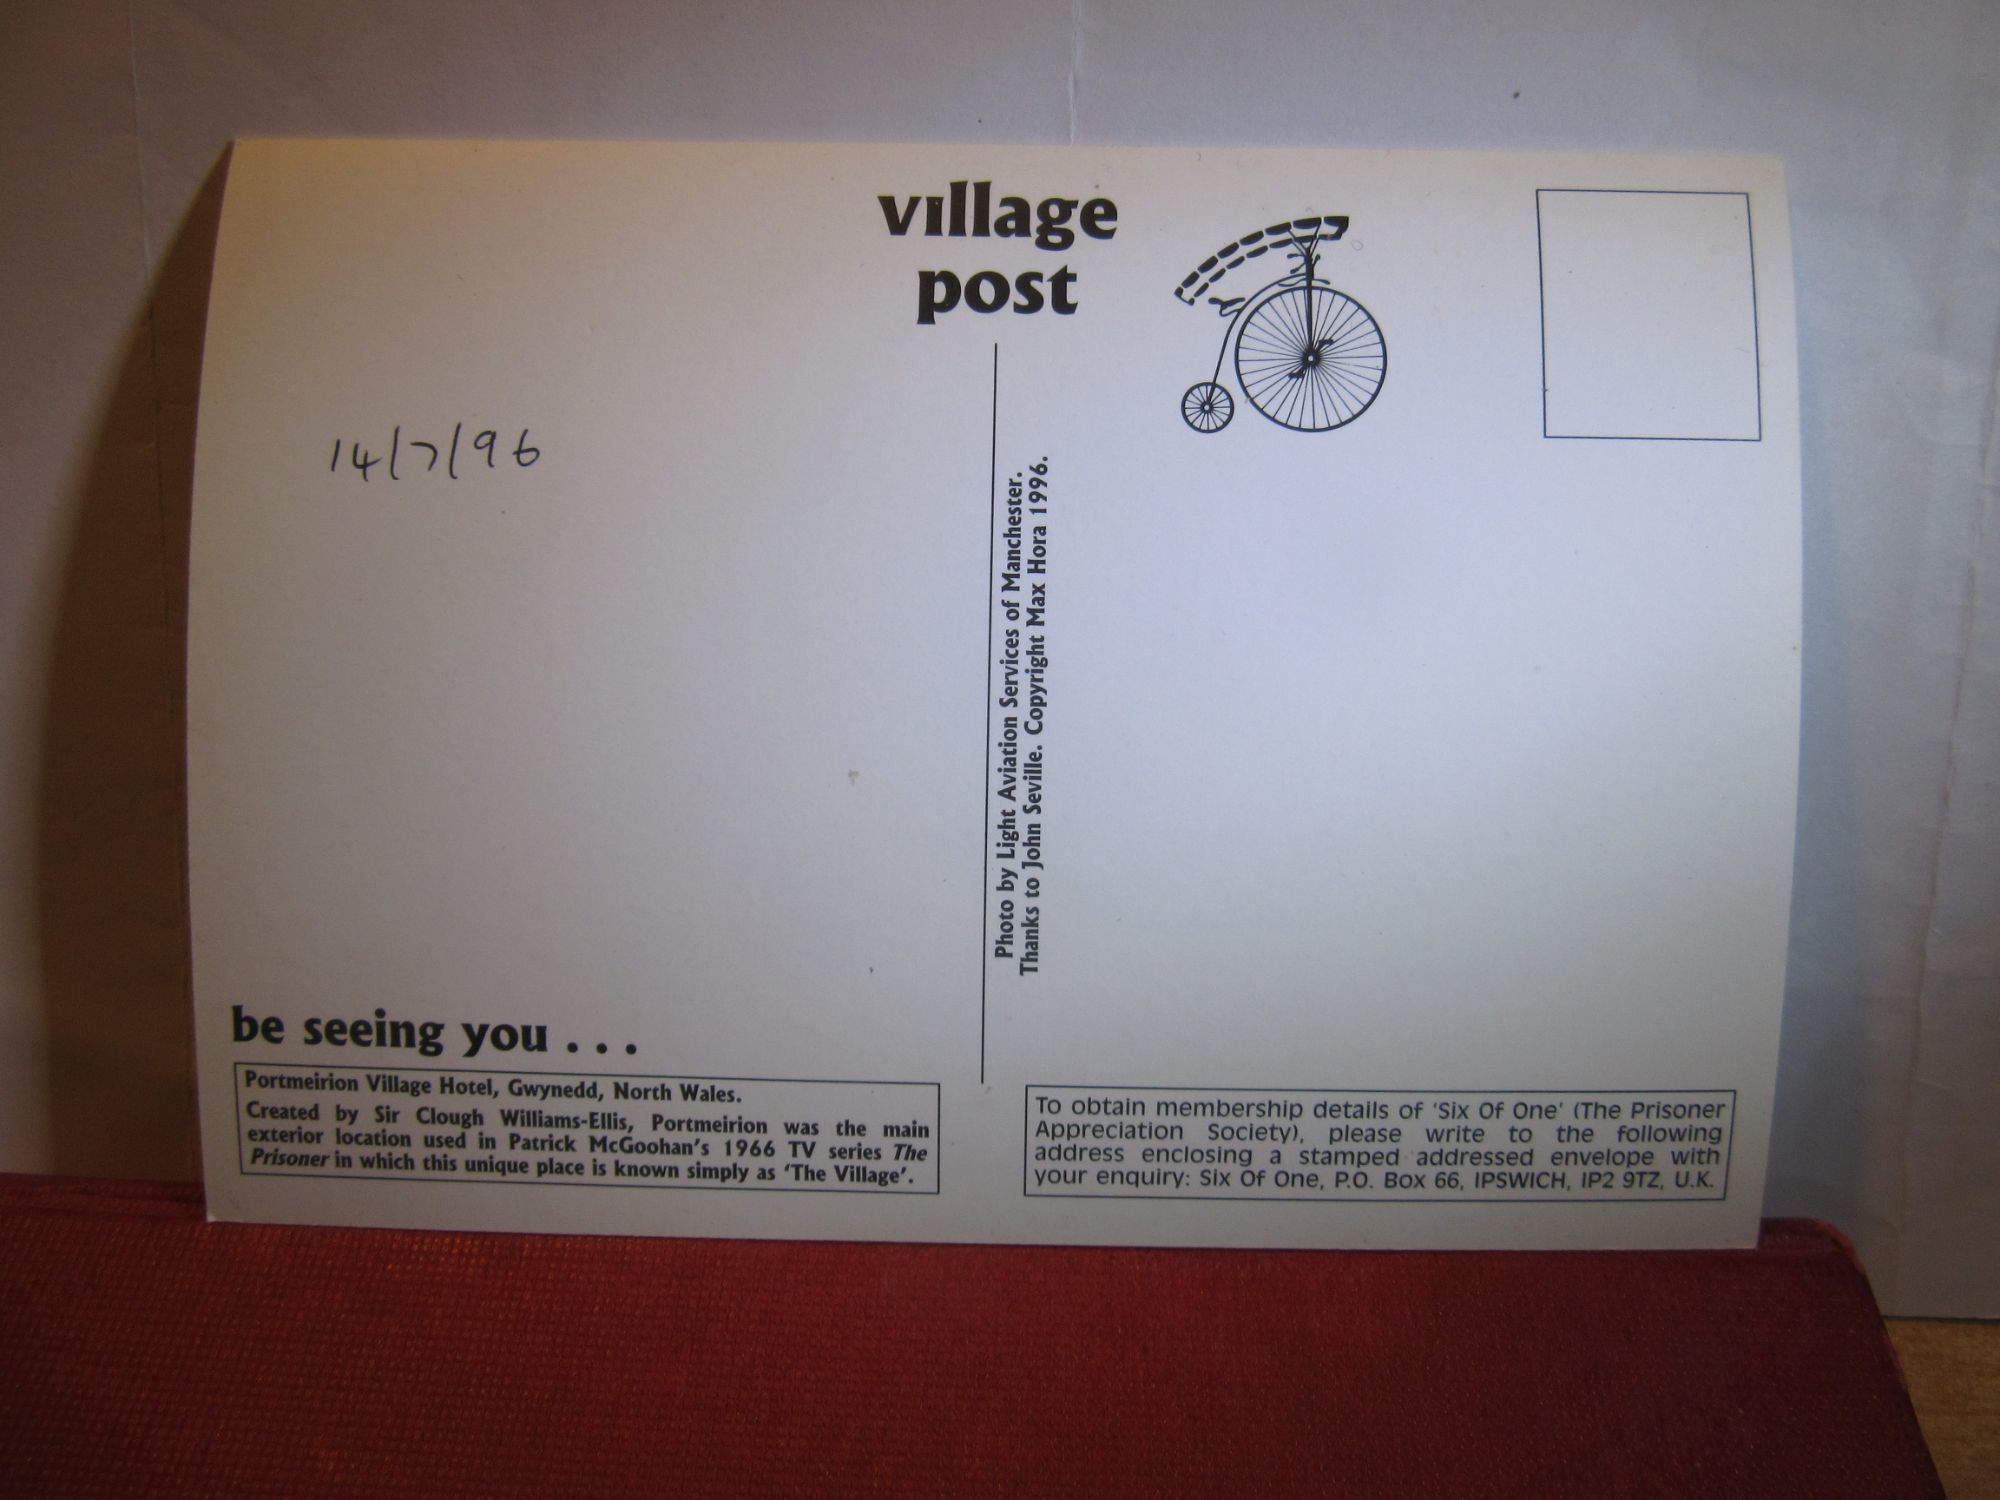 village
post
14/7/96
Photo by Light Aviation Services of Manchester.
Thanks to John Seville. Copyright Max Hora 1996.
be seeing you . . .
Portmeirion Village Hotel, Gwynedd, North Wales.
Created by Sir Clough Williams-Ellis, Portmeirion was the main
exterior location used in Patrick McGoohan's 1966 TV series The
Prisoner in which this unique place is known simply as 'The Village'.
To obtain membership details of 'Six Of One' (The Prisoner
Appreciation Society), please write to the following
address enclosing a stamped addressed envelope with
your enquiry: Six Of One, P.O. Box 66, IPSWICH, IP2 9TZ, U.K.